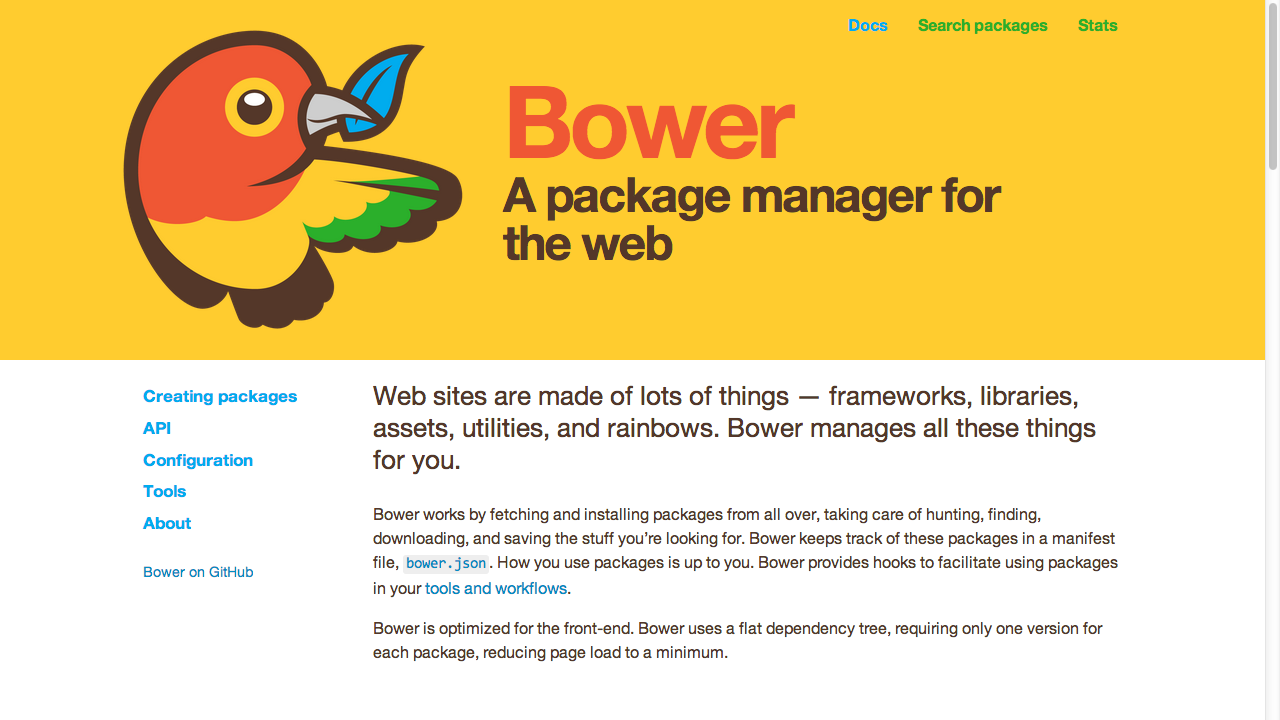 Docs
Search packages
Stats
Bower
A package manager for
the web
Creating packages
API
Configuration
Tools
About
Bower on GitHub
Web sites are made of lots of things — frameworks, libraries,
assets, utilities, and rainbows. Bower manages all these things
for you.
Bower works by fetching and installing packages from all over, taking care of hunting, finding,
downloading, and saving the stuff you’re looking for. Bower keeps track of these packages in a manifest
file, bower.json. How you use packages is up to you. Bower provides hooks to facilitate using packages
in your tools and workflows.
Bower is optimized for the front-end. Bower uses a flat dependency tree, requiring only one version for
each package, reducing page load to a minimum.